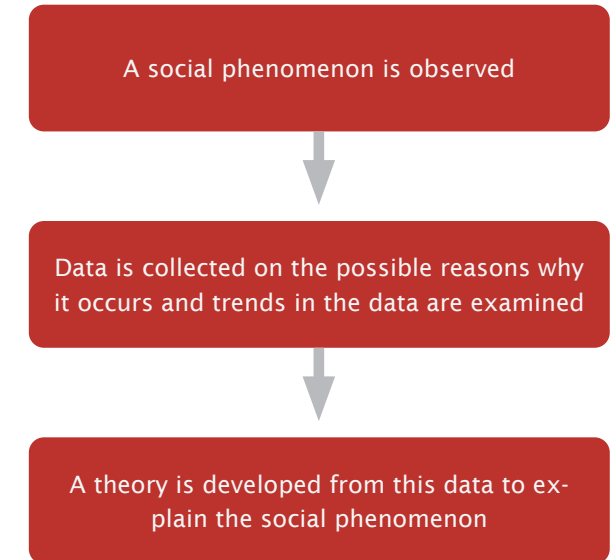 A social phenomenon is observed
Data is collected on the possible reasons why
it occurs and trends in the data are examined
A theory is developed from this data to ex-
plain the social phenomenon